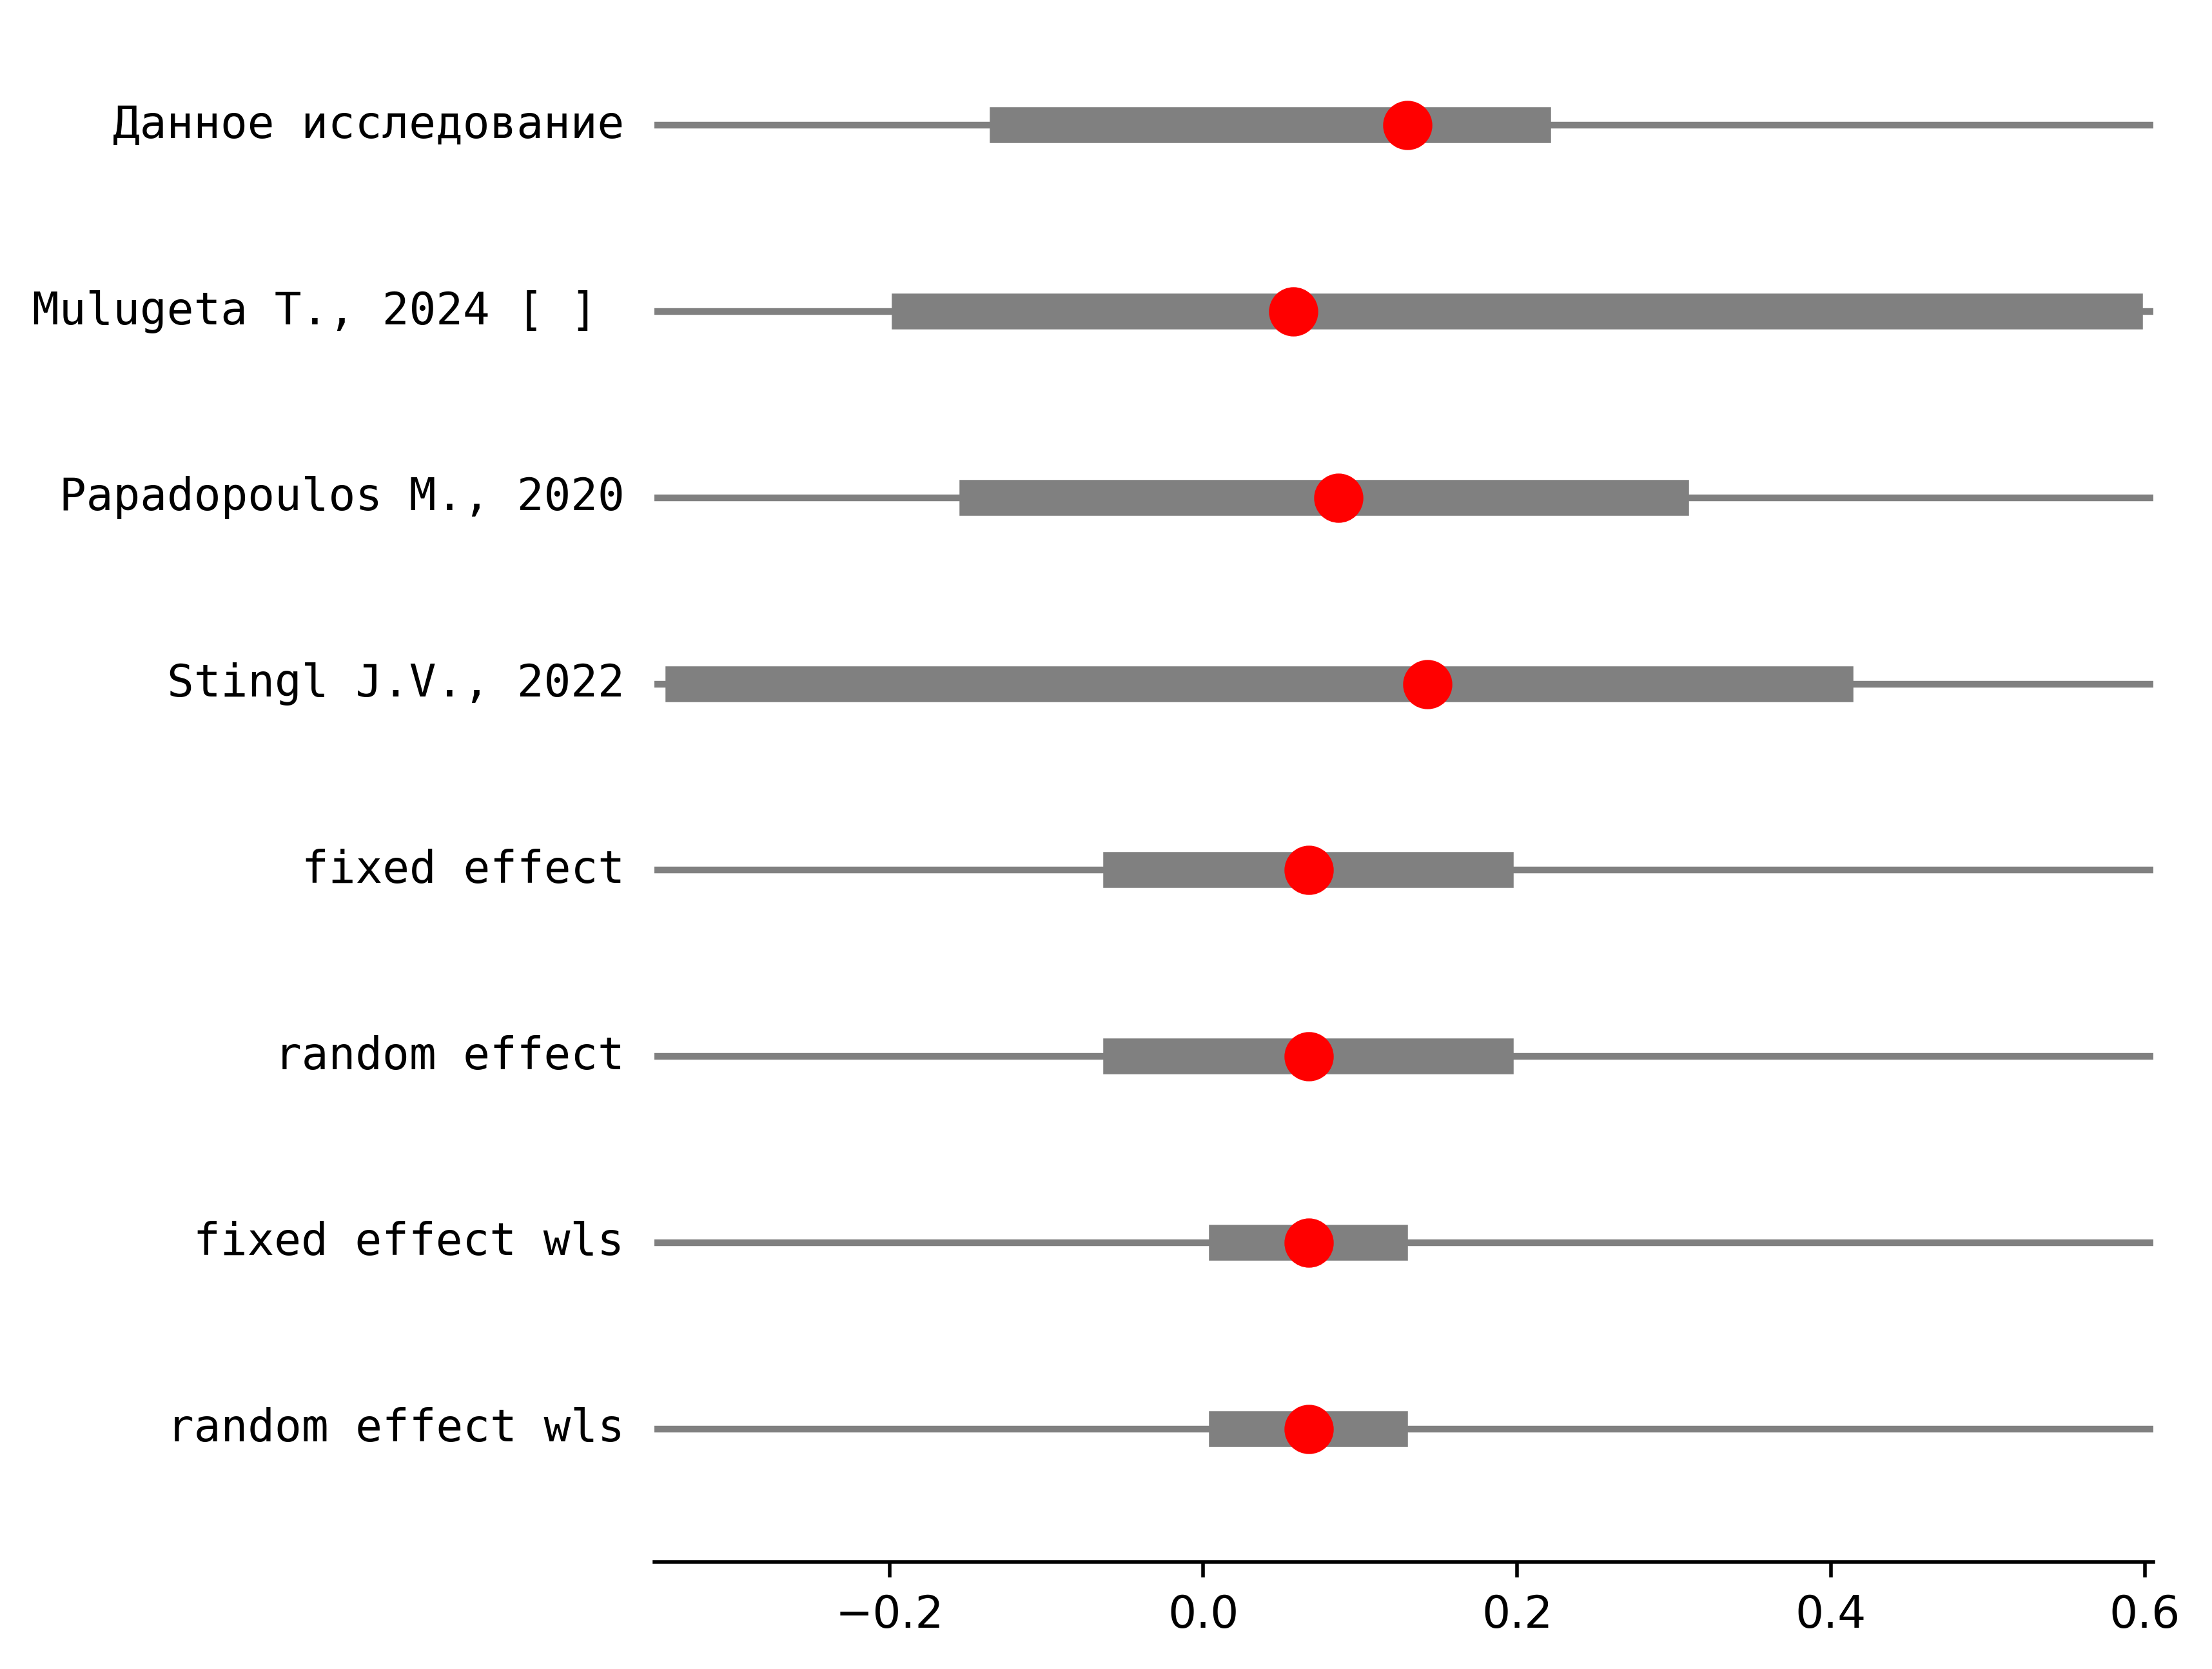 Данное исследование
Mulugeta T., 2024 [ ]
Papadopoulos M., 2020
Stingl J.V., 2022
fixed effect
random effect
fixed effect wls
random effect wls
−0.2 0.0 0.2 0.4 0.6